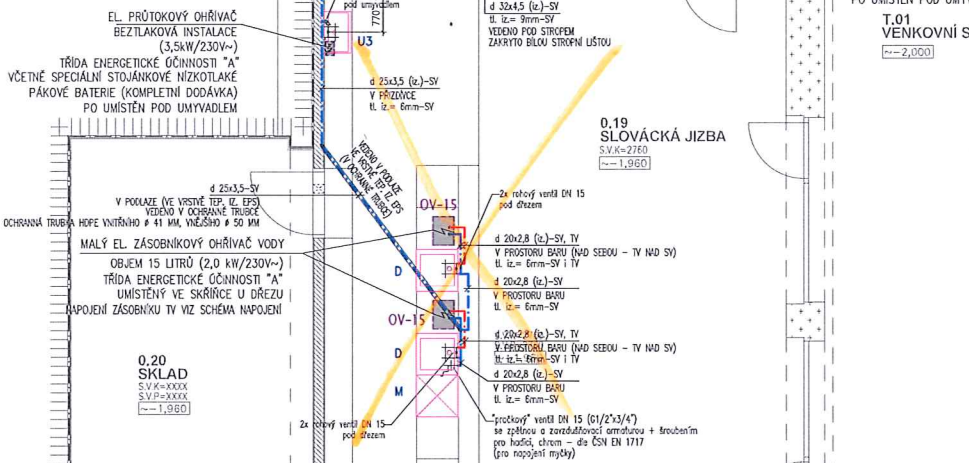 pod umyvadlem
EL. PRŮTOKOVÝ OHŘÍVAČ
BEZTLAKOVÁ INSTALACE
(3,5kW/230V~)
TŘÍDA ENERGETICKÉ ÚČINNOSTI "A"
VČETNĚ SPECIÁLNÍ STOJÁNKOVÉ NÍZKOTLAKÉ
PÁKOVÉ BATERIE (KOMPLETNÍ DODÁVKA)
PO UMÍSTĚN POD UMYVADLEM
770
U3
d 32x4,5 (iz.)-SV
tl. iz.= 9mm-SV
VEDENO POD STROPEM
ZAKRYTO BÍLOU STROPNÍ LIŠTOU
T.01
VENKOVNÍ S
~-2,000
d 25x3,5 (iz.)-SV
V PŘIZDÍVCE
tl. iz.= 6mm-SV
0.19
SLOVÁCKÁ JIZBA
S.V.K=2760
~-1,960
VEDENO V PODLAZE
VE VRSTVĚ TEP. IZ. EPS
(V OCHRANNÉ TRUBCE)
d 25x3,5-SV
V PODLAZE (VE VRSTVĚ TEP. IZ. EPS)
VEDENO V OCHRANNÉ TRUBCE
OCHRANNÁ TRUBKA HDPE VNITŘNÍHO ø 41 MM, VNĚJŠÍHO ø 50 MM
MALÝ EL. ZÁSOBNÍKOVÝ OHŘÍVAČ VODY
OBJEM 15 LITRŮ (2,0 kW/230V~)
TŘÍDA ENERGETICKÉ ÚČINNOSTI "A"
UMÍSTĚNÝ VE SKŘÍŇCE U DŘEZU
NAPOJENÍ ZÁSOBNÍKU TV VIZ SCHÉMA NAPOJENÍ
OV-15
2x rohový ventil DN 15
pod dřezem
d 20x2,8 (iz.)-SV, TV
V PROSTORU BARU (NAD SEBOU - TV NAD SV)
tl. iz.= 6mm-SV i TV
D
d 20x2,8 (iz.)-SV
V PROSTORU BARU
tl. iz.= 6mm-SV
OV-15
d 20x2,8 (iz.)-SV, TV
V PROSTORU BARU (NAD SEBOU - TV NAD SV)
tl. iz.= 6mm-SV i TV
D
d 20x2,8 (iz.)-SV
V PROSTORU BARU
tl. iz.= 6mm-SV
M
0.20
SKLAD
S.V.K=XXXX
S.V.P=XXXX
~-1,960
2x rohový ventil DN 15
pod dřezem
"pročkový" ventil DN 15 (G1/2"x3/4")
se zpětnou a zavzdušňovací armaturou + šroubením
pro hadici, chrom - dle ČSN EN 1717
(pro napojení myčky)